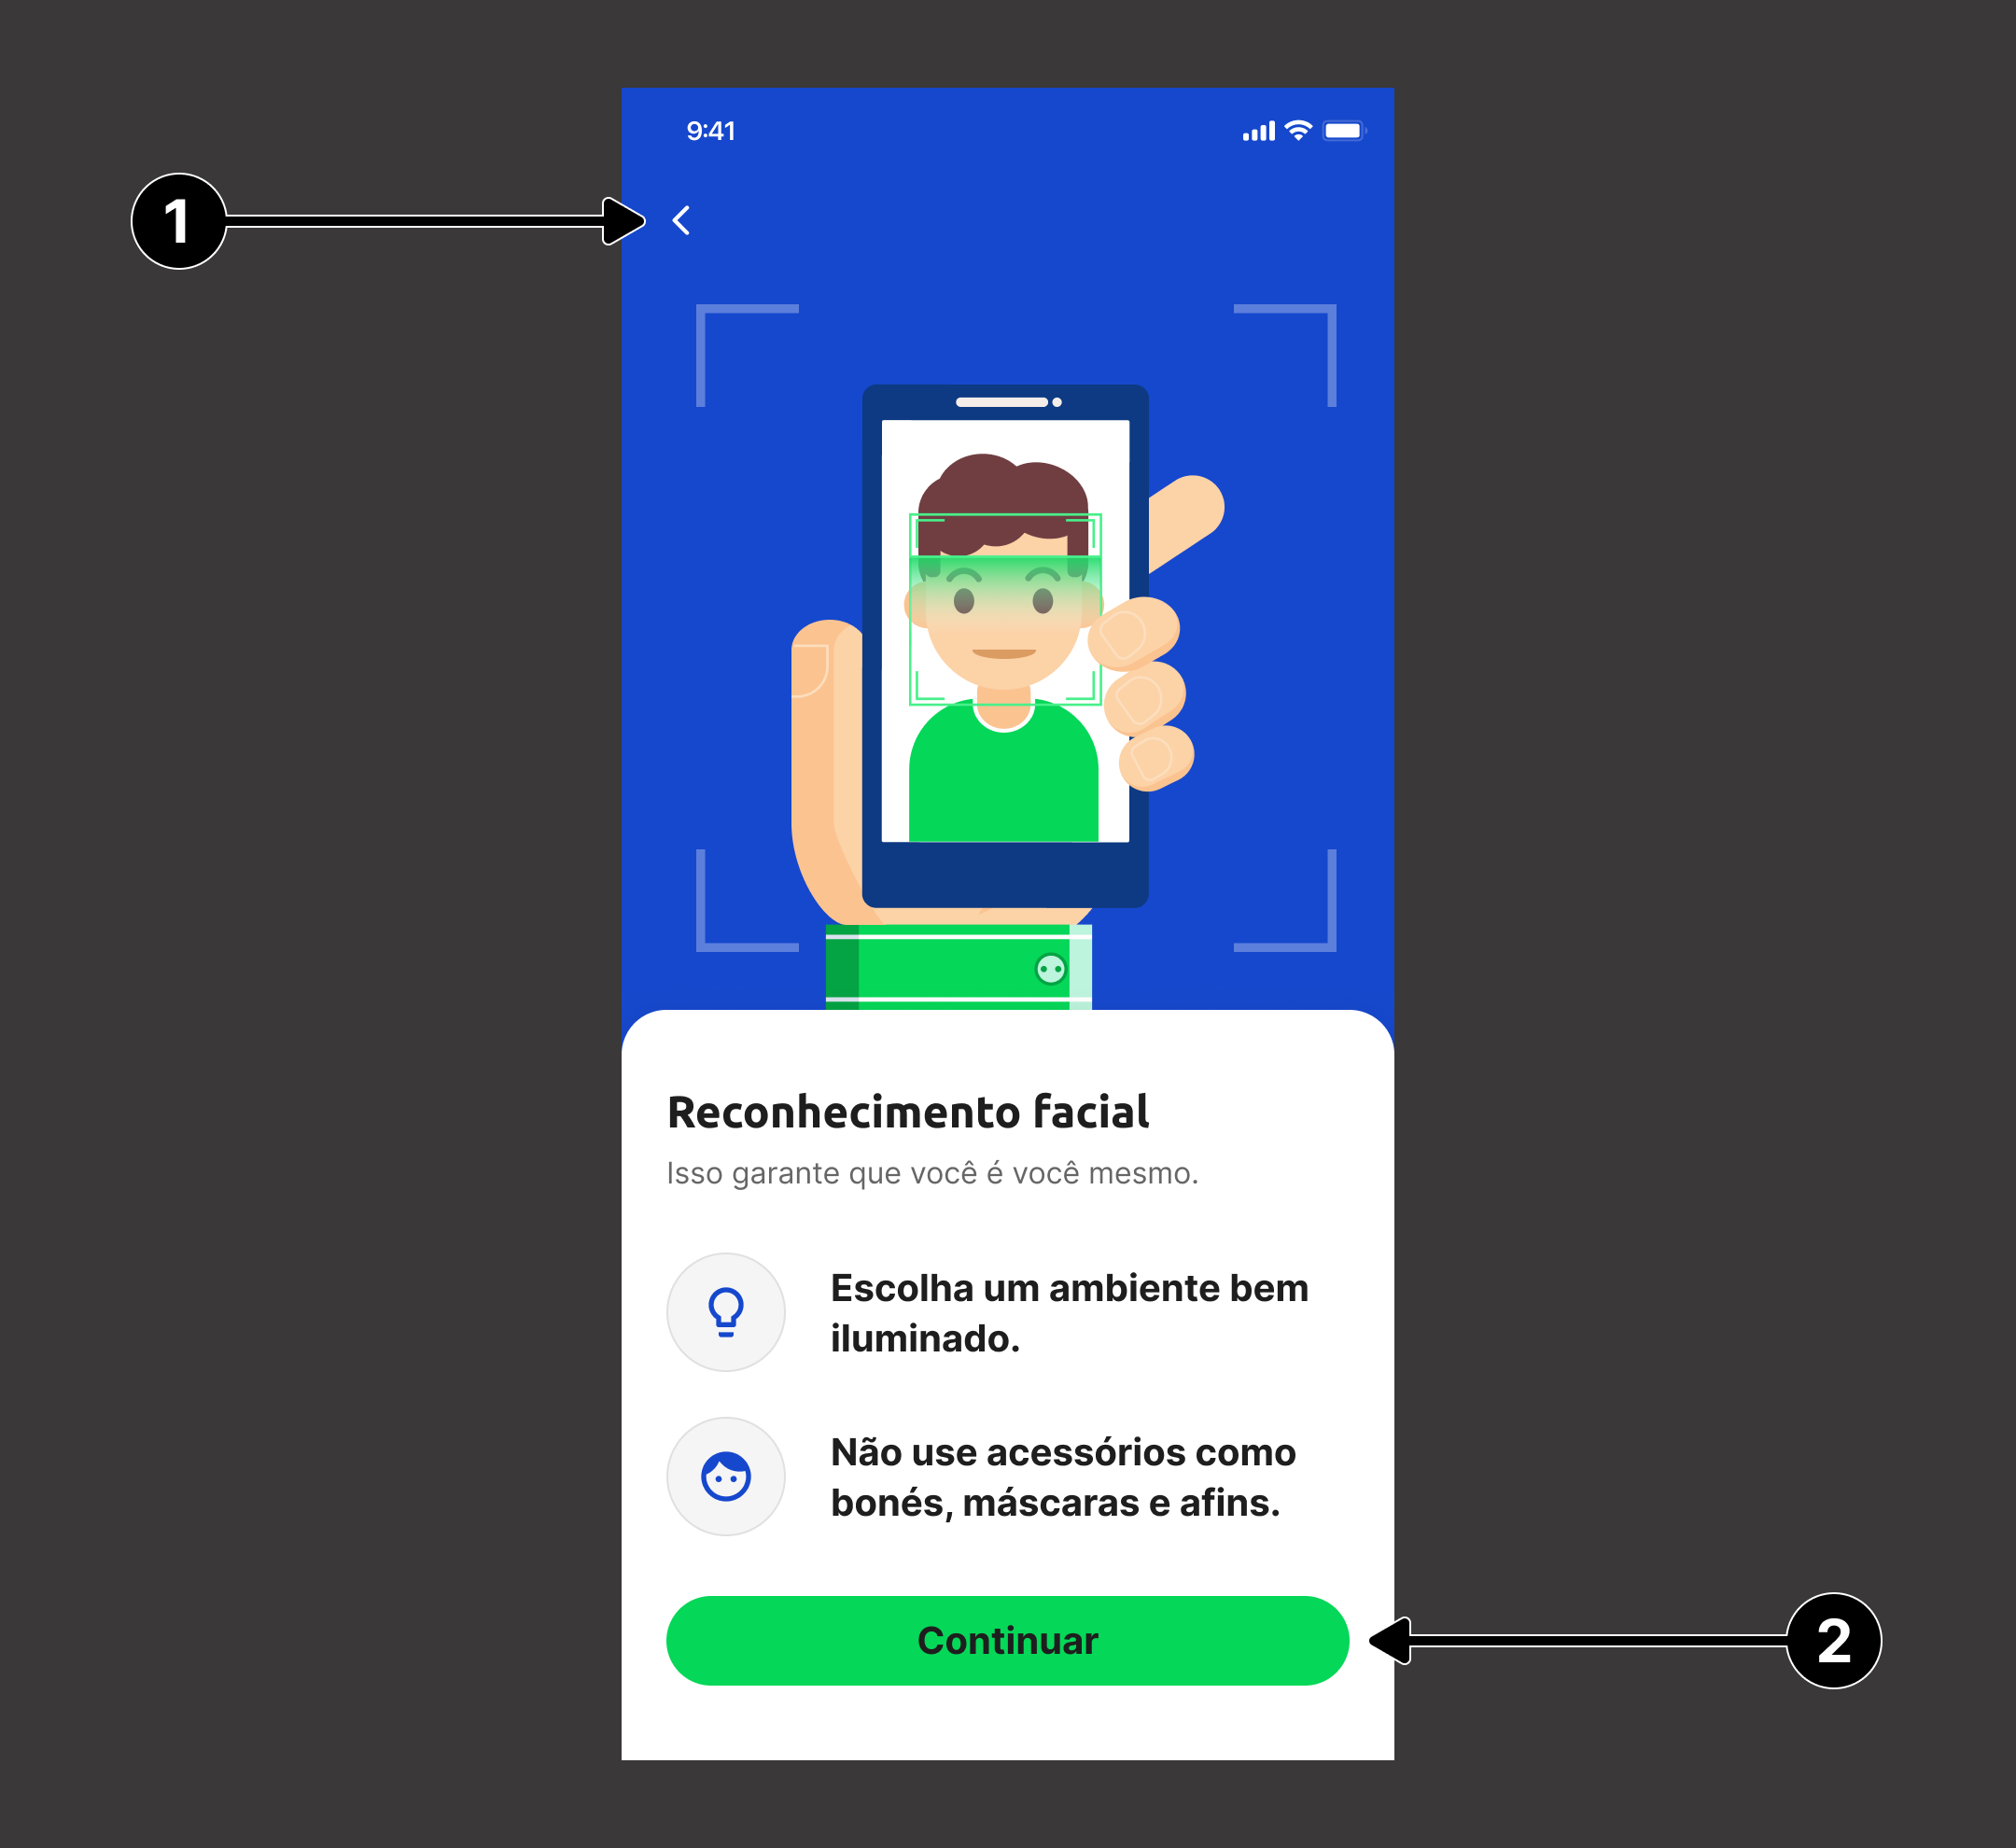 9:41
1
Reconhecimento facial
Isso garante que você é você mesmo.
Escolha um ambiente bem
iluminado.
Não use acessórios como
bonés, máscaras e afins.
Continuar
2